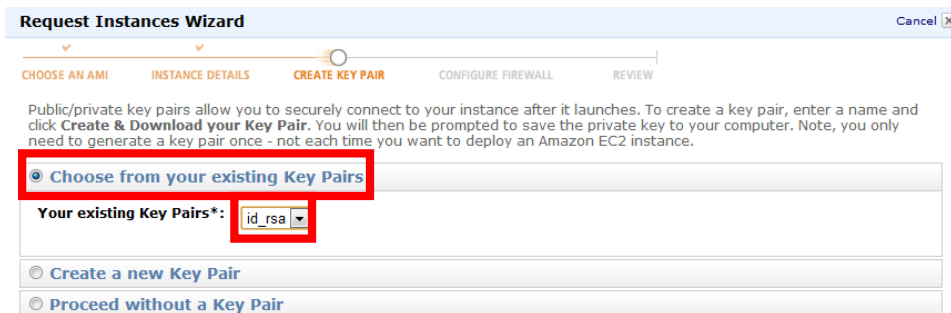 Request Instances Wizard
Cancel
CHOOSE AN AMI INSTANCE DETAILS CREATE KEY PAIR CONFIGURE FIREWALL REVIEW
Public/private key pairs allow you to securely connect to your instance after it launches. To create a key pair, enter a name and
click Create & Download your Key Pair. You will then be prompted to save the private key to your computer. Note, you only
need to generate a key pair once - not each time you want to deploy an Amazon EC2 instance.
Choose from your existing Key Pairs
Your existing Key Pairs*: id_rsa
Create a new Key Pair
Proceed without a Key Pair